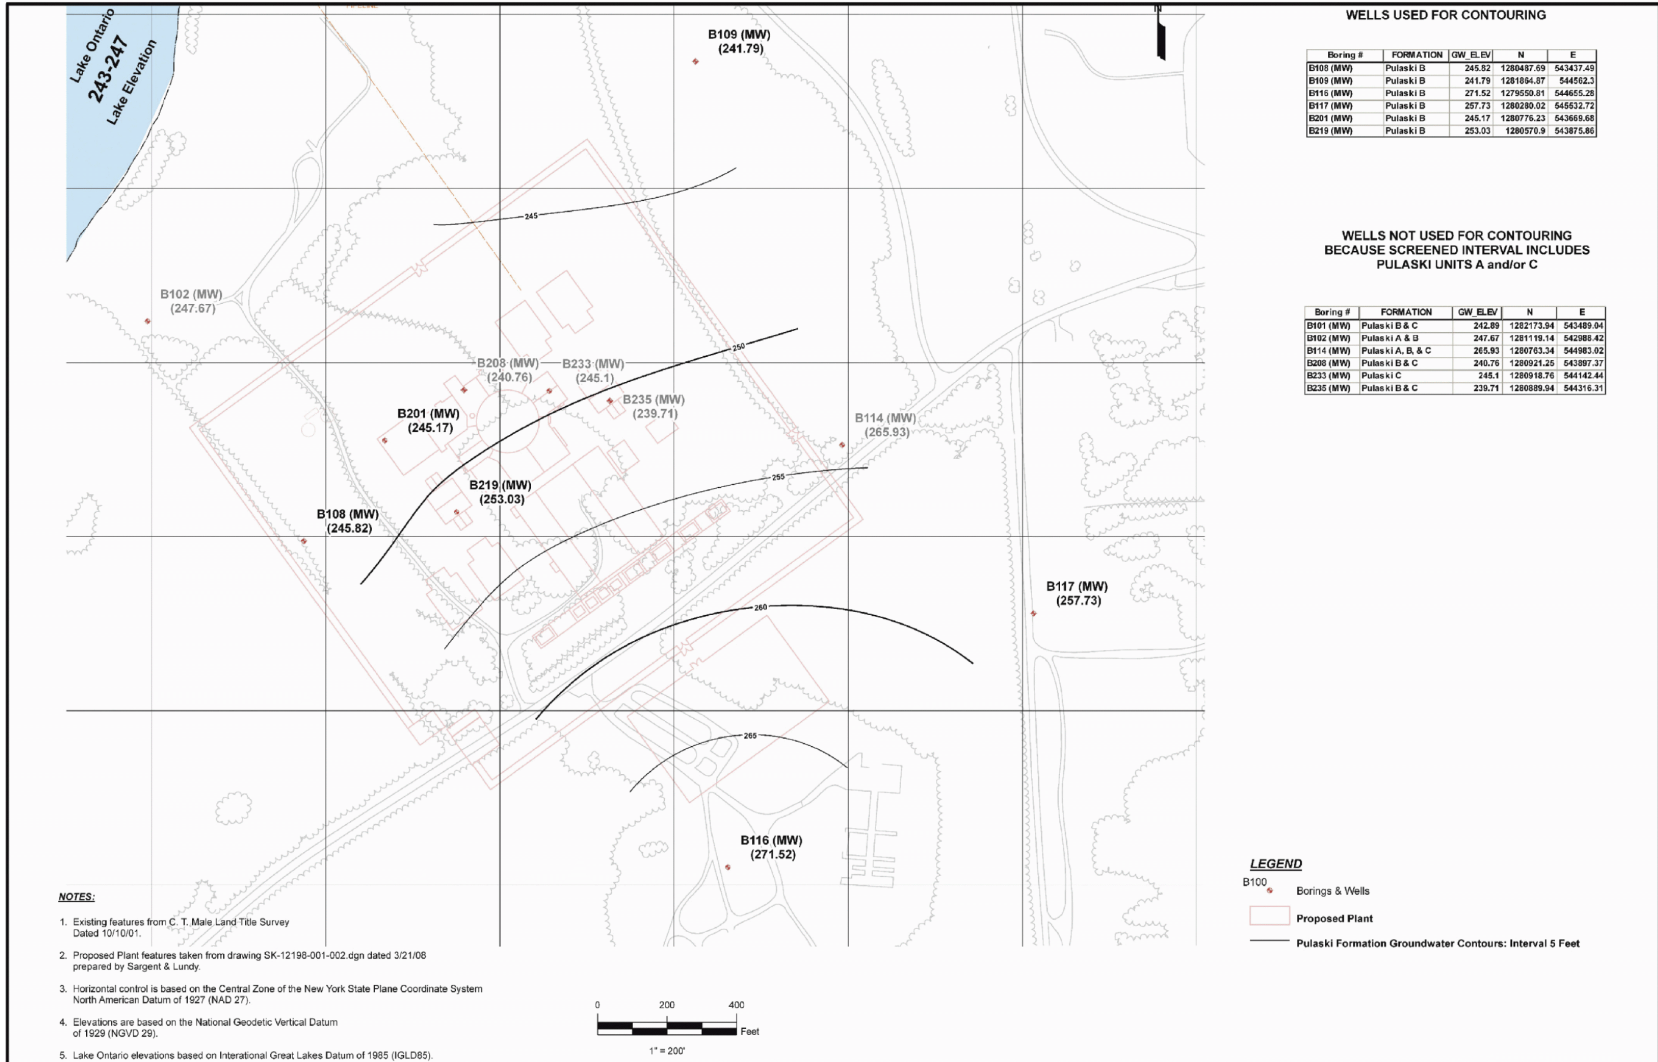 PIPELINE
Lake Ontario
243-247
Lake Elevation
N
B109 (MW)
(241.79)
245
B102 (MW)
(247.67)
250
B208 (MW)
(240.76)
B233 (MW)
(245.1)
B235 (MW)
(239.71)
B201 (MW)
(245.17)
B114 (MW)
(265.93)
255
B219 (MW)
(253.03)
B108 (MW)
(245.82)
B117 (MW)
(257.73)
260
265
B116 (MW)
(271.52)
WELLS USED FOR CONTOURING
Boring # FORMATION GW_ELEV N E
B108 (MW) Pulaski B 245.82 1280487.69 543437.49
B109 (MW) Pulaski B 241.79 1281864.87 544562.3
B116 (MW) Pulaski B 271.52 1279550.81 544655.28
B117 (MW) Pulaski B 257.73 1280280.02 545532.72
B201 (MW) Pulaski B 245.17 1280776.23 543669.68
B219 (MW) Pulaski B 253.03 1280570.9 543875.86
WELLS NOT USED FOR CONTOURING
BECAUSE SCREENED INTERVAL INCLUDES
PULASKI UNITS A and/or C
Boring # FORMATION GW_ELEV N E
B101 (MW) Pulaski B & C 242.89 1282173.94 543489.04
B102 (MW) Pulaski A & B 247.67 1281119.14 542988.42
B114 (MW) Pulaski A, B, & C 265.93 1280763.34 544983.02
B208 (MW) Pulaski B & C 240.76 1280921.25 543897.37
B233 (MW) Pulaski C 245.1 1280918.76 544142.44
B235 (MW) Pulaski B & C 239.71 1280889.94 544316.31
LEGEND
B100
Borings & Wells
Proposed Plant
Pulaski Formation Groundwater Contours: Interval 5 Feet
NOTES:
1. Existing features from C. T. Male Land Title Survey
Dated 10/10/01.
2. Proposed Plant features taken from drawing SK-12198-001-002.dgn dated 3/21/08
prepared by Sargent & Lundy.
3. Horizontal control is based on the Central Zone of the New York State Plane Coordinate System
North American Datum of 1927 (NAD 27).
4. Elevations are based on the National Geodetic Vertical Datum
of 1929 (NGVD 29).
5. Lake Ontario elevations based on Interational Great Lakes Datum of 1985 (IGLD85).
0 200 400
Feet
1" = 200'